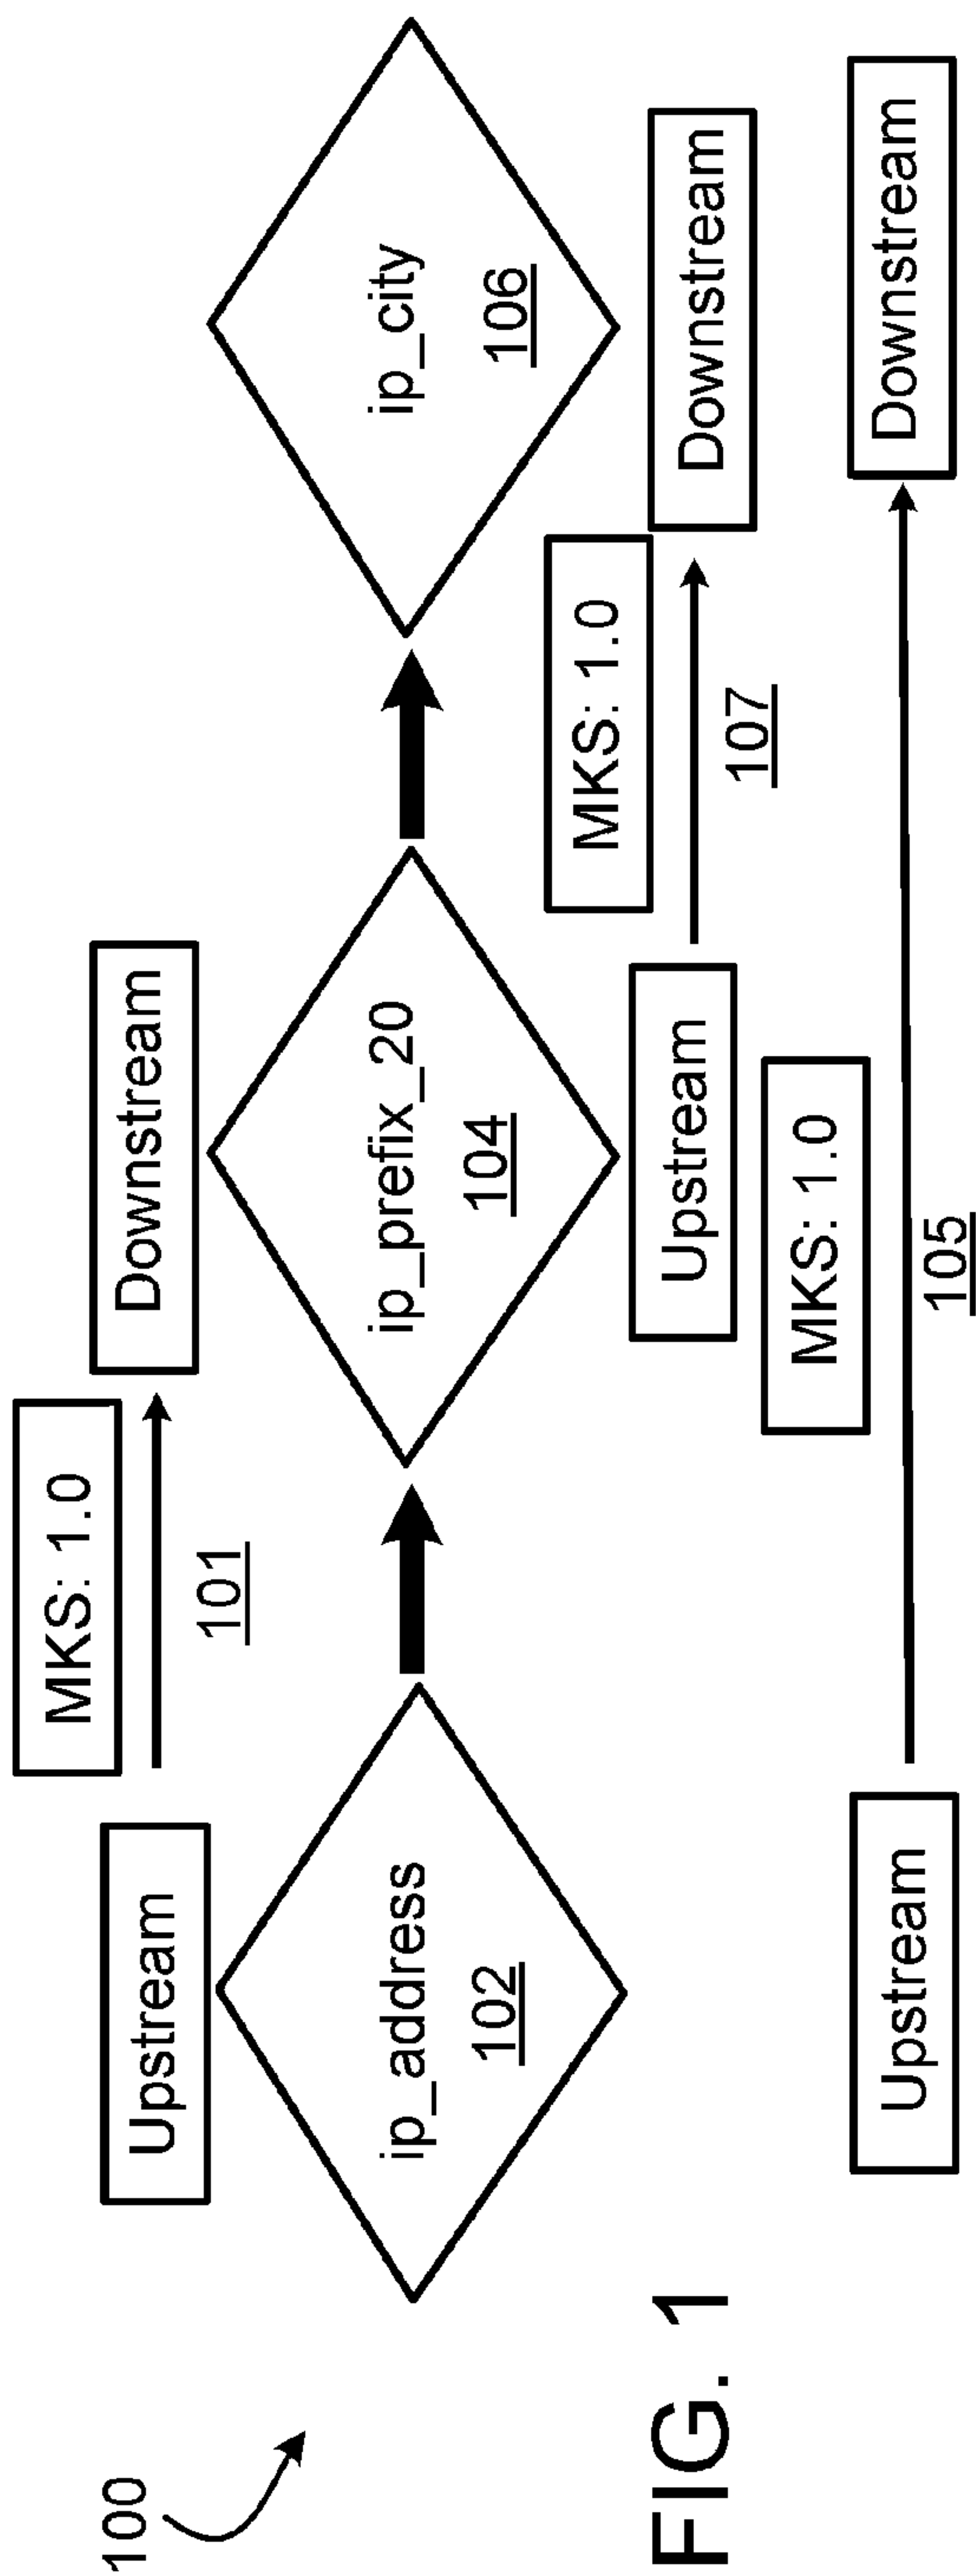 100
MKS: 1.0
Upstream
Downstream
101
ip_address
102
ip_prefix_20
104
ip_city
106
MKS: 1.0
Upstream
Downstream
107
MKS: 1.0
Upstream
Downstream
105
FIG. 1